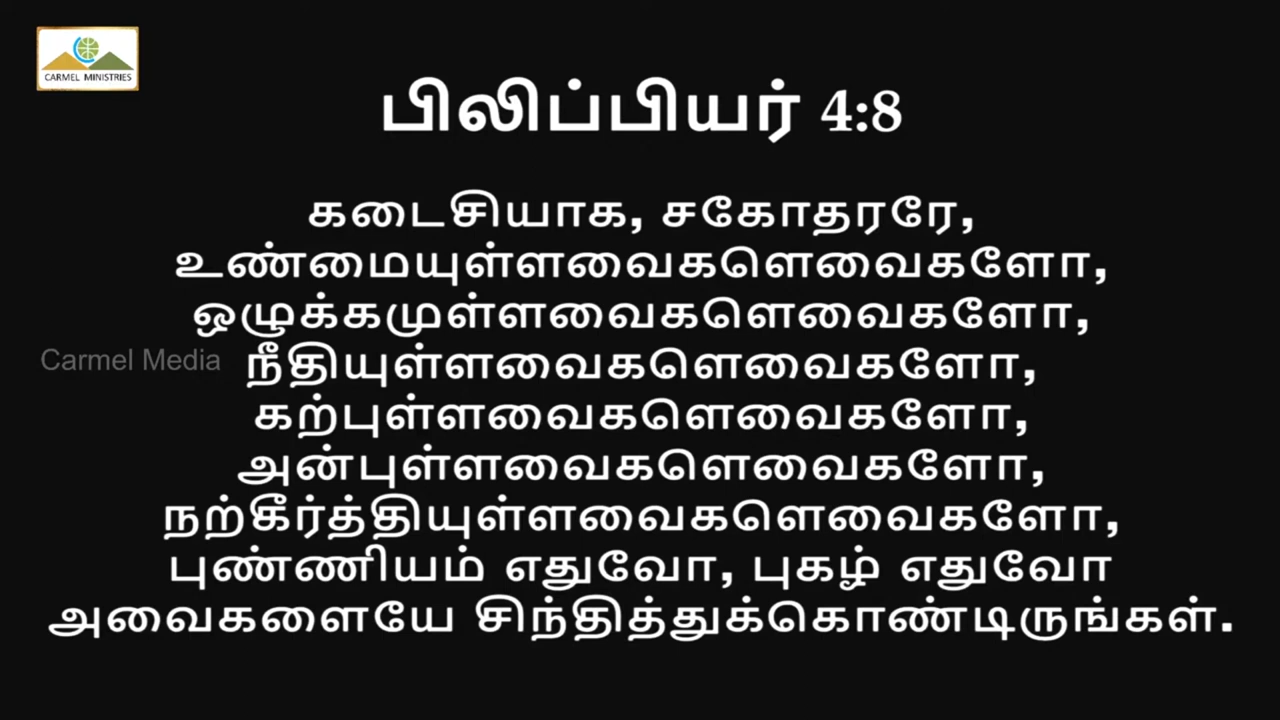 CARMEL MINISTRIES
பிலிப்பியர் 4:8
கடைசியாக, சகோதரரே,
உண்மையுள்ளவைகளெவைகளோ,
ஒழுக்கமுள்ளவைகளெவைகளோ,
Carmel Media
நீதியுள்ளவைகளெவைகளோ,
கற்புள்ளவைகளெவைகளோ,
அன்புள்ளவைகளெவைகளோ,
நற்கீர்த்தியுள்ளவைகளெவைகளோ,
புண்ணியம் எதுவோ, புகழ் எதுவோ
அவைகளையே சிந்தித்துக்கொண்டிருங்கள்.